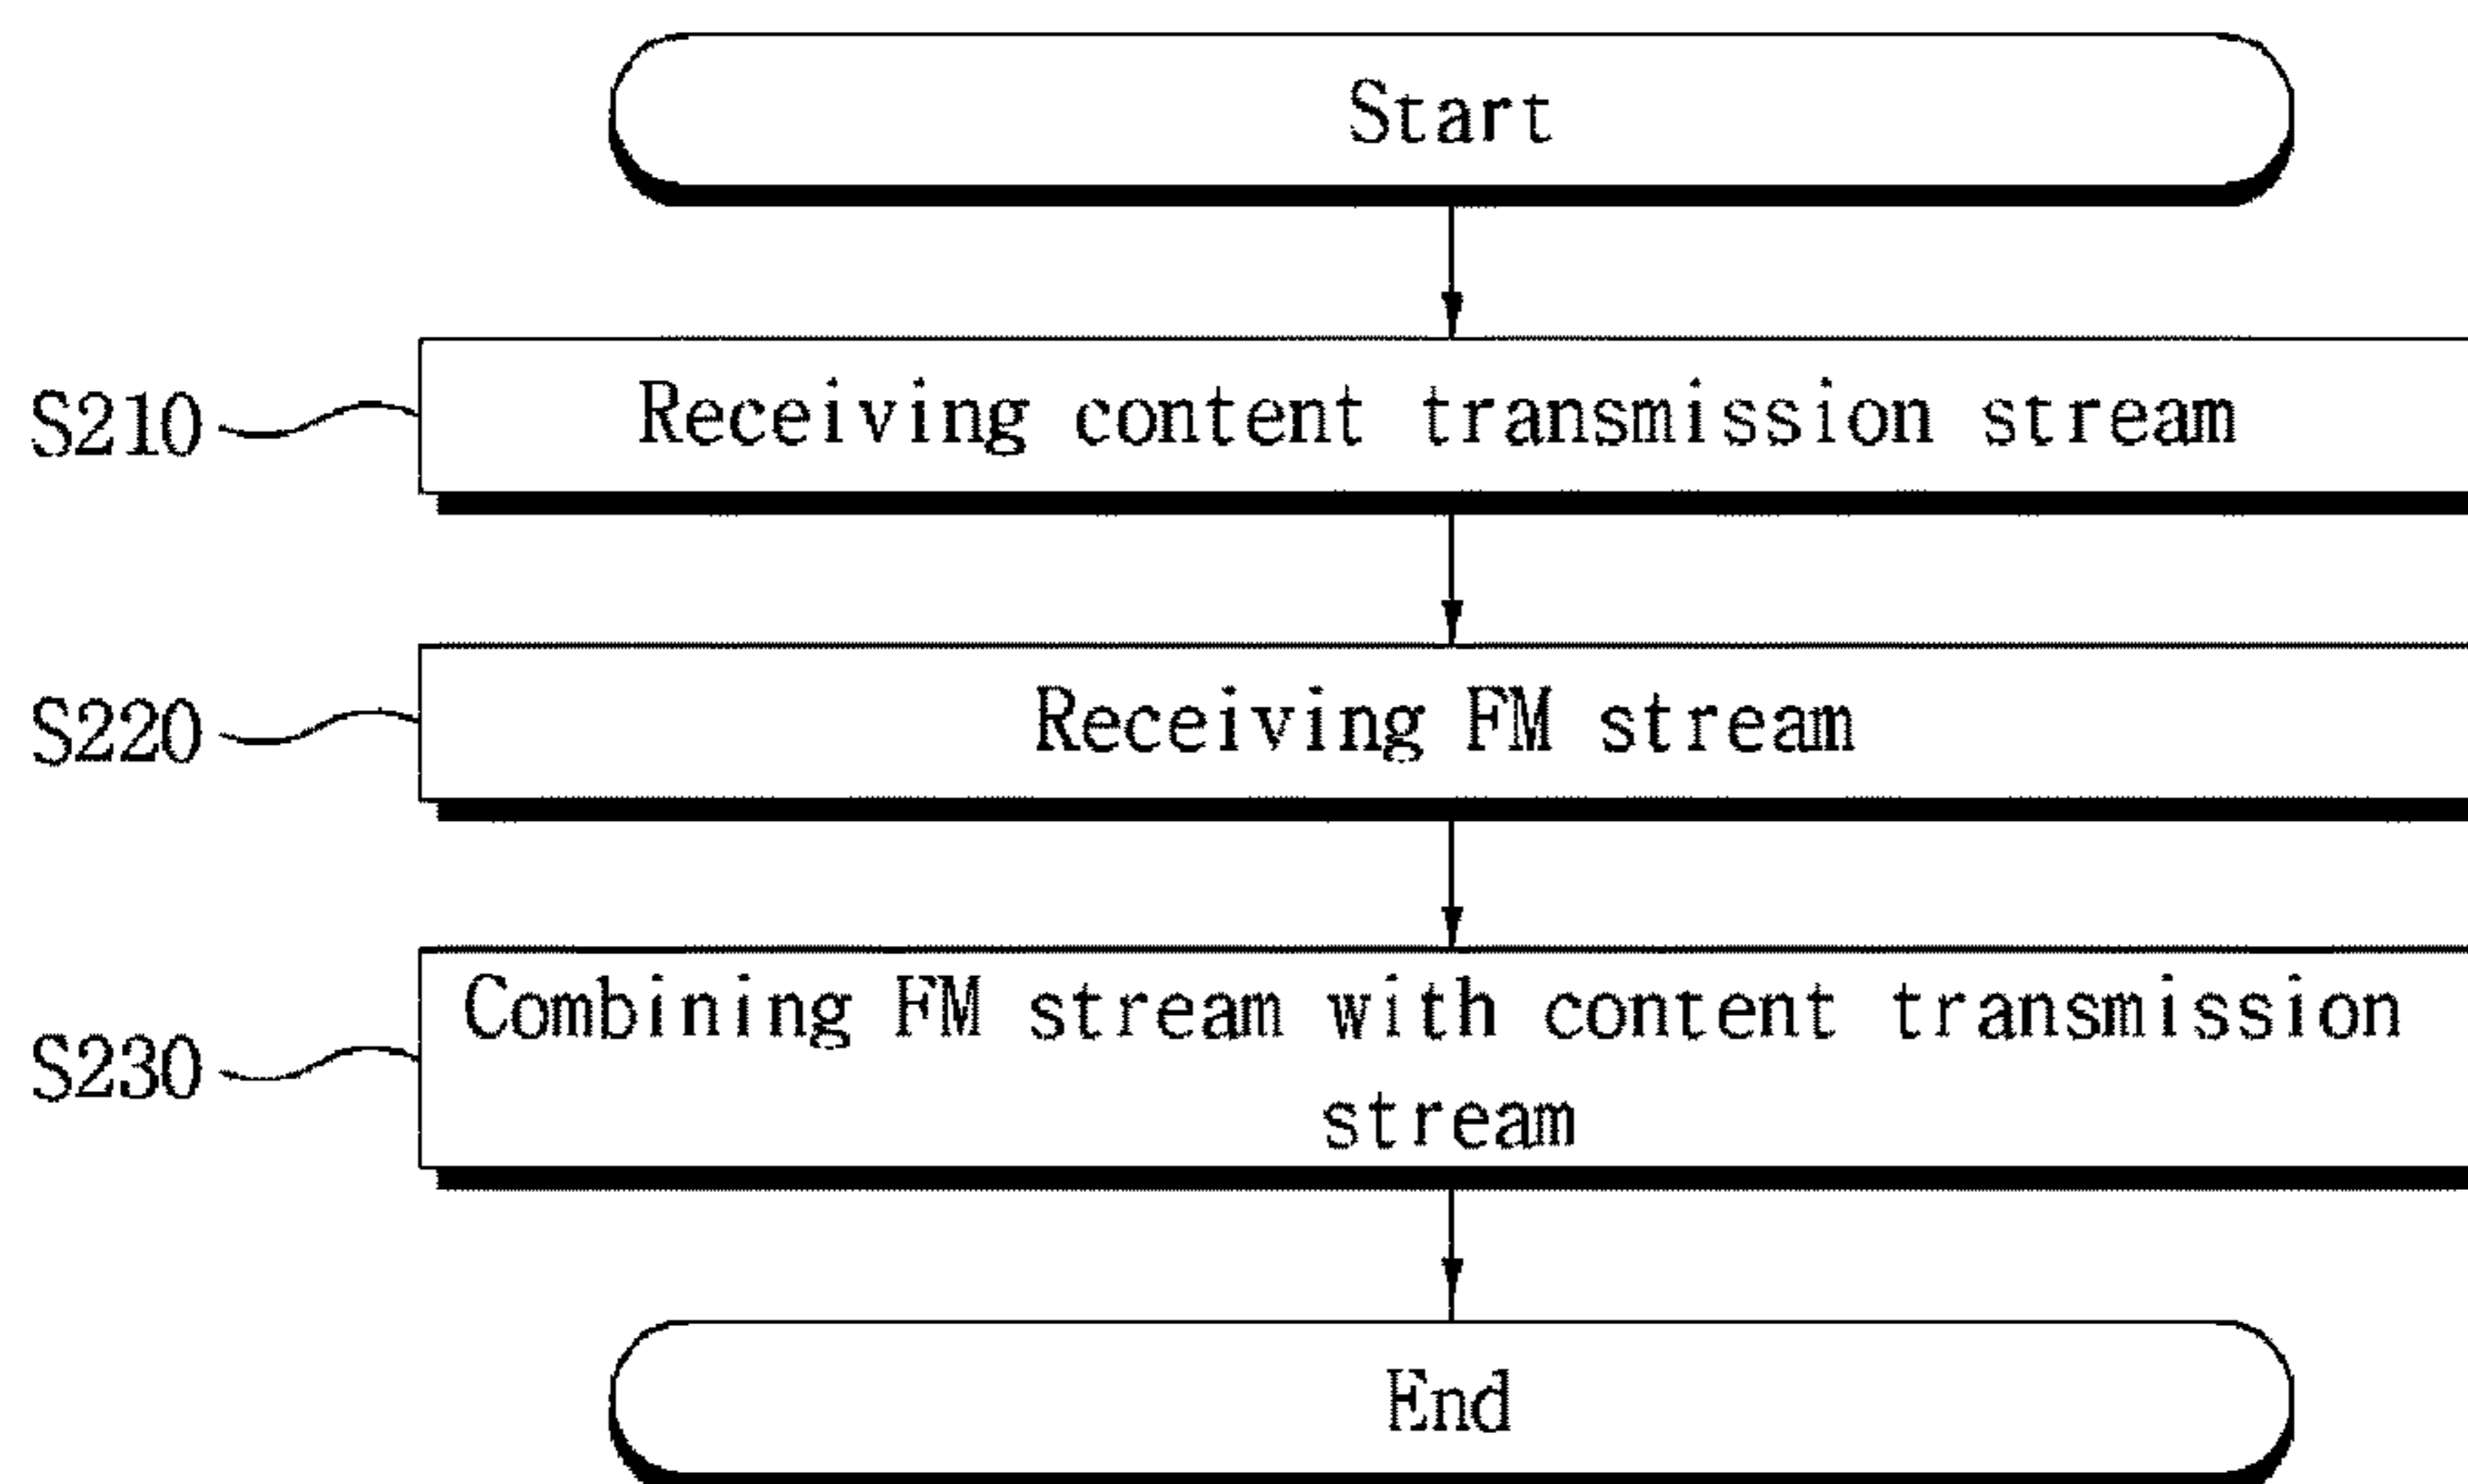 Start
S210
Receiving content transmission stream
S220
Receiving FM stream
S230
Combining FM stream with content transmission
stream
End